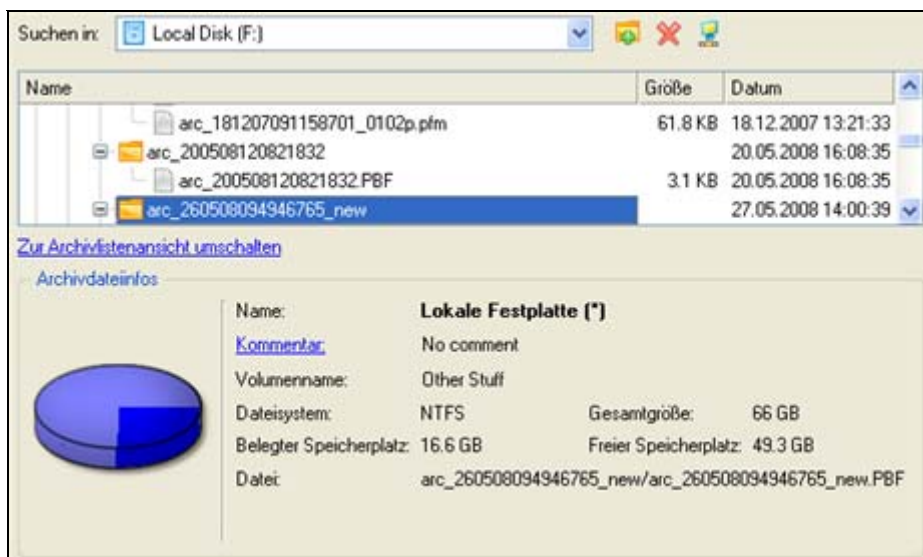 Suchen in: Local Disk (F:)
Name Größe Datum
arc_181207091158701_0102p.pfm 61.8 KB 18.12.2007 13:21:33
arc_200508120821832 20.05.2008 16:08:35
arc_200508120821832.PBF 3.1 KB 20.05.2008 16:08:35
arc_260508094946765_new 27.05.2008 14:00:39
Zur Archivlistenansicht umschalten
Archivdateiinfos
Name: Lokale Festplatte (*)
Kommentar: No comment
Volumenname: Other Stuff
Dateisystem: NTFS Gesamtgröße: 66 GB
Belegter Speicherplatz: 16.6 GB Freier Speicherplatz: 49.3 GB
Datei: arc_260508094946765_new/arc_260508094946765_new.PBF